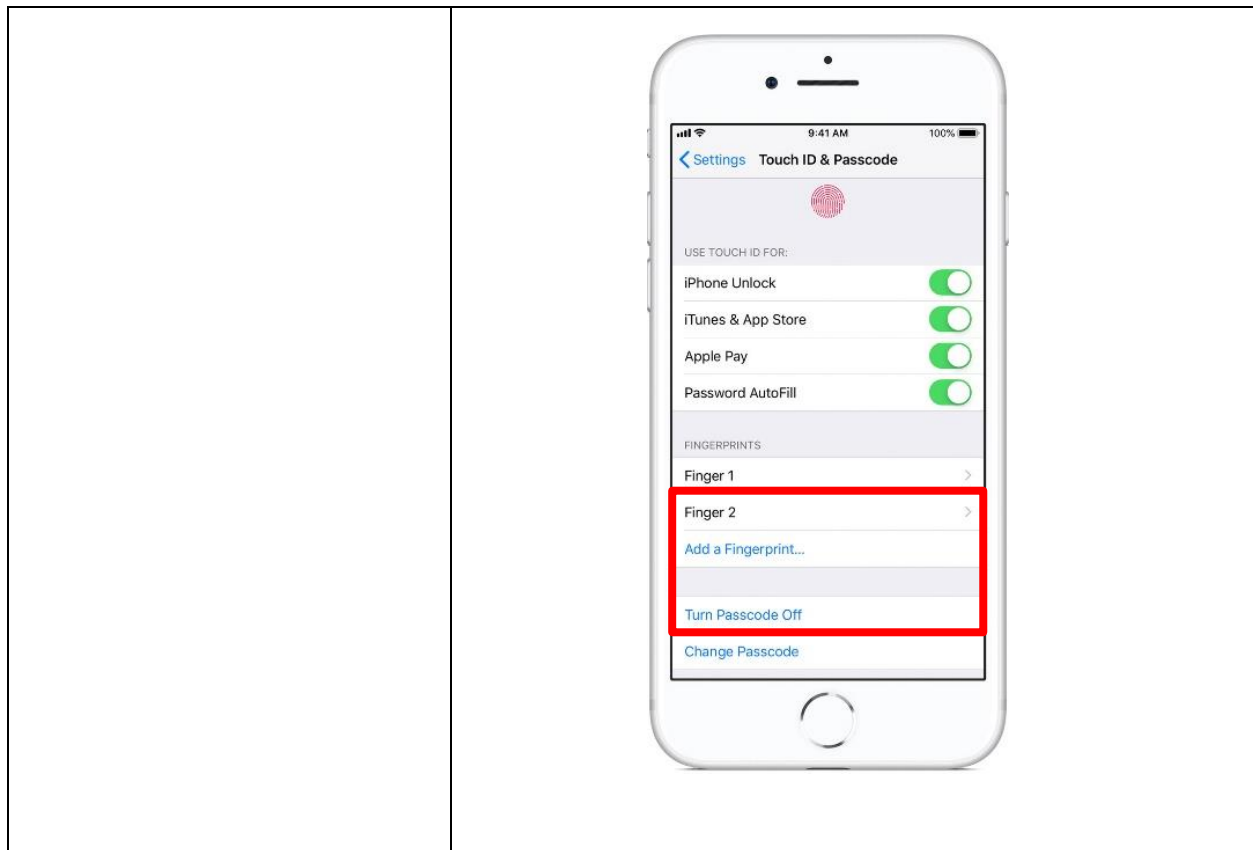 9:41 AM 100%
Settings Touch ID & Passcode
USE TOUCH ID FOR:
iPhone Unlock
iTunes & App Store
Apple Pay
Password AutoFill
FINGERPRINTS
Finger 1
Finger 2
Add a Fingerprint...
Turn Passcode Off
Change Passcode